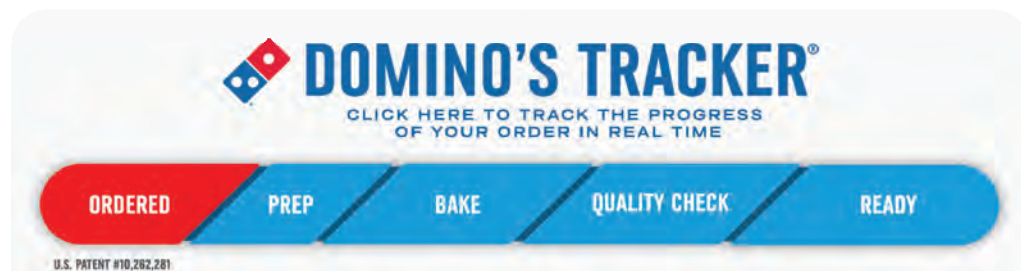 DOMINO'S TRACKER®
CLICK HERE TO TRACK THE PROGRESS
OF YOUR ORDER IN REAL TIME
ORDERED PREP BAKE QUALITY CHECK READY
U.S. PATENT #10,262,281